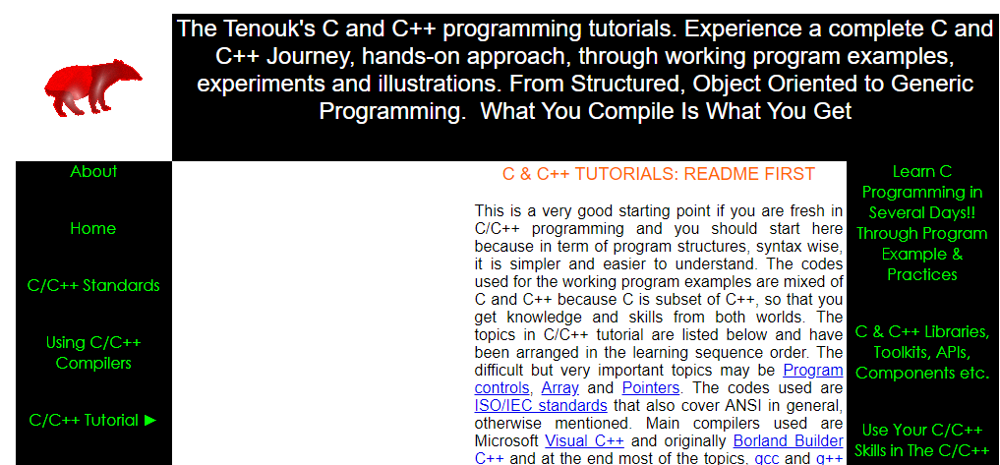 The Tenouk's C and C++ programming tutorials. Experience a complete C and
C++ Journey, hands-on approach, through working program examples,
experiments and illustrations. From Structured, Object Oriented to Generic
Programming.  What You Compile Is What You Get
About
Home
C/C++ Standards
Using C/C++
Compilers
C/C++ Tutorial ►
C & C++ TUTORIALS: README FIRST
This is a very good starting point if you are fresh in
C/C++ programming and you should start here
because in term of program structures, syntax wise,
it is simpler and easier to understand. The codes
used for the working program examples are mixed of
C and C++ because C is subset of C++, so that you
get knowledge and skills from both worlds. The
topics in C/C++ tutorial are listed below and have
been arranged in the learning sequence order. The
difficult but very important topics may be Program
controls, Array and Pointers. The codes used are
ISO/IEC standards that also cover ANSI in general,
otherwise mentioned. Main compilers used are
Microsoft Visual C++ and originally Borland Builder
C++ and at the end most of the topics, gcc and g++
Learn C
Programming in
Several Days!!
Through Program
Example &
Practices
C & C++ Libraries,
Toolkits, APIs,
Components etc.
Use Your C/C++
Skills in The C/C++